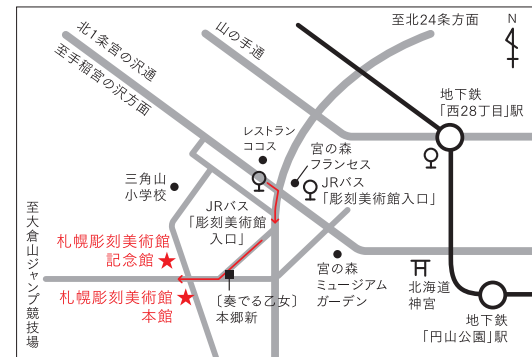 至北24条方面
N
北1条宮の沢通
至手稲宮の沢方面
山の手通
地下鉄
「西28丁目」駅
レストラン
ココス
宮の森
フランセス
JRバス
「彫刻美術館入口」
三角山
小学校
JRバス
「彫刻美術館
入口」
至大倉山ジャンプ競技場
札幌彫刻美術館
記念館
札幌彫刻美術館
本館
〔奏でる乙女〕
本郷新
宮の森
ミュージアム
ガーデン
北海道
神宮
地下鉄
「円山公園」駅